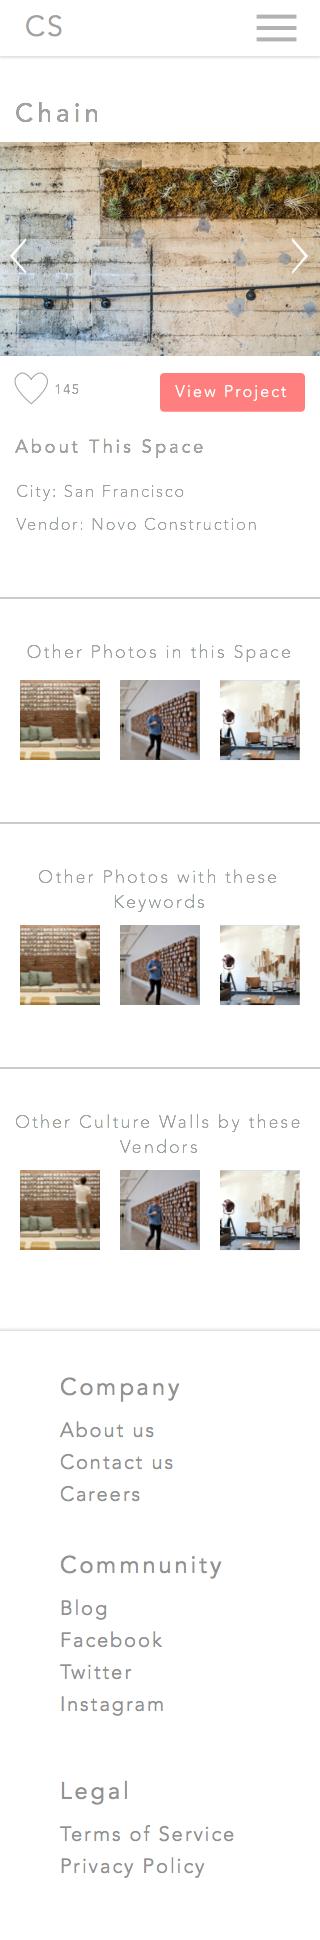 CS
Chain
145
View Project
About This Space
City: San Francisco
Vendor: Novo Construction
Other Photos in this Space
Other Photos with these
Keywords
Other Culture Walls by these
Vendors
Company
About us
Contact us
Careers
Commnunity
Blog
Facebook
Twitter
Instagram
Legal
Terms of Service
Privacy Policy